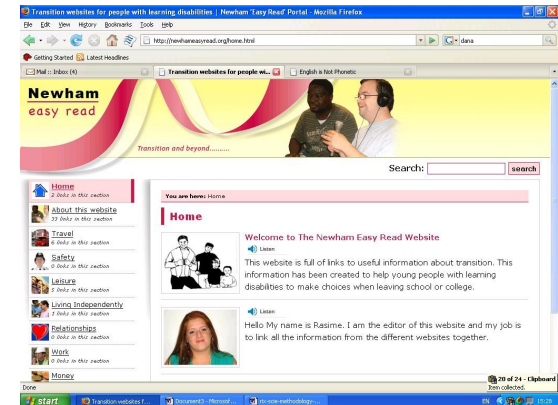 Transition websites for people with learning disabilities | Newham 'Easy Read' Portal - Mozilla Firefox
File Edit View History Bookmarks Tools Help
http://newhameasyread.org/home.html
dana
Getting Started Latest Headlines
Mail :: Inbox (4) Transition websites for people wi... English is Not Phonetic
Newham
easy read
Transition and beyond..........
Search: search
Home
2 links in this section
About this website
33 links in this section
Travel
6 links in this section
Safety
0 links in this section
Leisure
5 links in this section
Living Independently
1 links in this section
Relationships
0 links in this section
Work
0 links in this section
Money
You are here: Home
Home
Welcome to The Newham Easy Read Website
Listen
This website is full of links to useful information about transition. This
information has been created to help young people with learning
disabilities to make choices when leaving school or college.
Listen
Hello My name is Rasime. I am the editor of this website and my job is
to link all the information from the different websites together.
20 of 24 - Clipboard
Item collected.
Done
start Transition websites f... Document3 - Microsof... EN 15:28